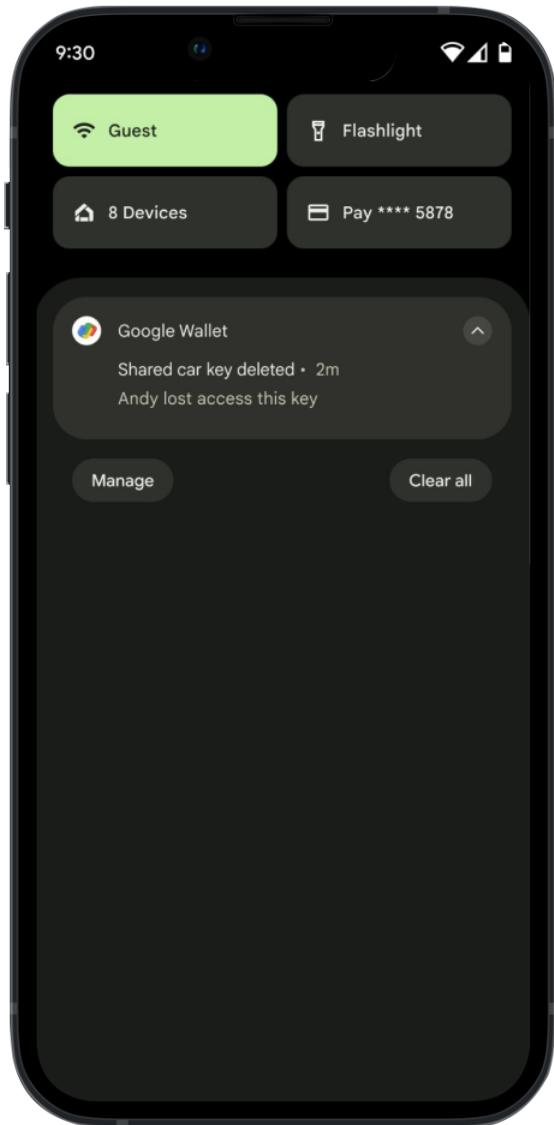 9:30
Guest
Flashlight
8 Devices
Pay **** 5878
Google Wallet
Shared car key deleted • 2m
Andy lost access this key
Manage
Clear all